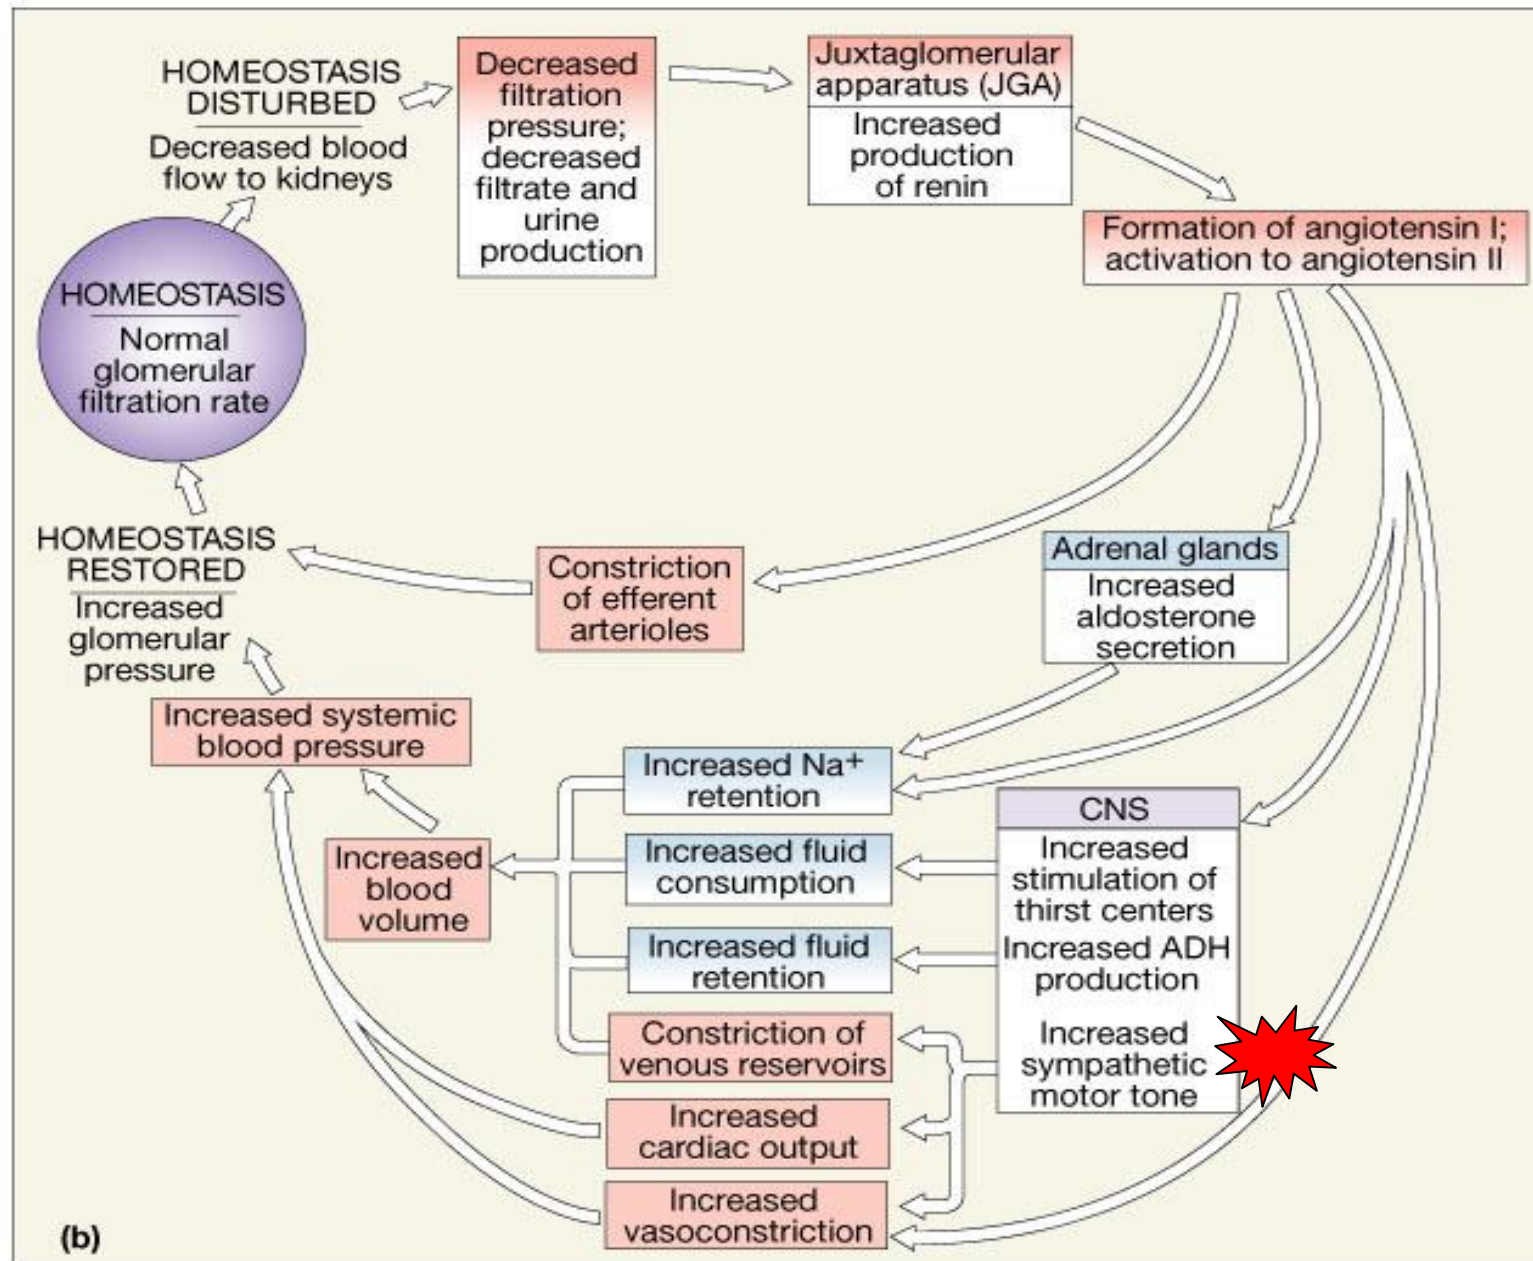 HOMEOSTASIS
DISTURBED
Decreased blood
flow to kidneys
Decreased
filtration
pressure;
decreased
filtrate and
urine
production
Juxtaglomerular
apparatus (JGA)
Increased
production
of renin
Formation of angiotensin I;
activation to angiotensin II
HOMEOSTASIS
Normal
glomerular
filtration rate
HOMEOSTASIS
RESTORED
Increased
glomerular
pressure
Constriction
of efferent
arterioles
Adrenal glands
Increased
aldosterone
secretion
Increased systemic
blood pressure
Increased
blood
volume
Increased Na+
retention
Increased fluid
consumption
Increased fluid
retention
Constriction of
venous reservoirs
Increased
cardiac output
Increased
vasoconstriction
CNS
Increased
stimulation of
thirst centers
Increased ADH
production
Increased
sympathetic
motor tone
(b)